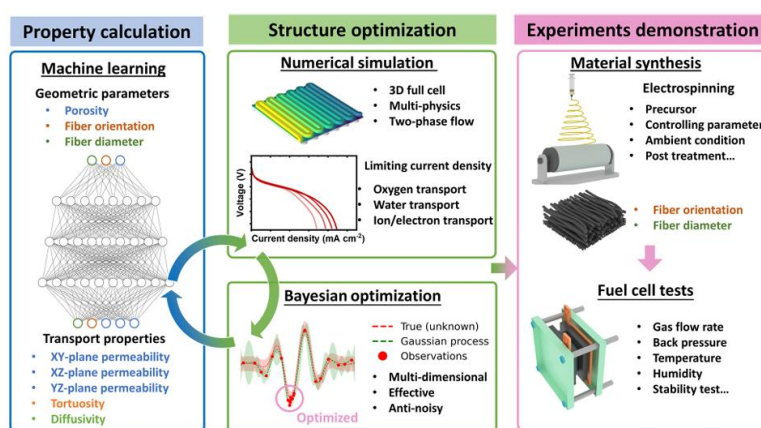 Property calculation
Machine learning
Geometric parameters
• Porosity
• Fiber orientation
• Fiber diameter
Transport properties
• XY-plane permeability
• XZ-plane permeability
• YZ-plane permeability
• Tortuosity
• Diffusivity
Structure optimization
Numerical simulation
• 3D full cell
• Multi-physics
• Two-phase flow
Voltage (V)
Current density (mA cm⁻²)
Limiting current density
• Oxygen transport
• Water transport
• Ion/electron transport
Bayesian optimization
True (unknown)
Gaussian process
Observations
• Multi-dimensional
• Effective
• Anti-noisy
Optimized
Experiments demonstration
Material synthesis
Electrospinning
• Precursor
• Controlling parameter
• Ambient condition
• Post treatment…
• Fiber orientation
• Fiber diameter
Fuel cell tests
• Gas flow rate
• Back pressure
• Temperature
• Humidity
• Stability test…